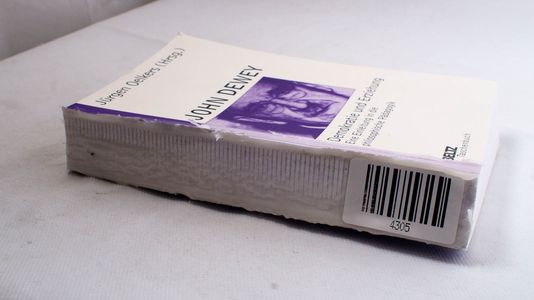 Jürgen Oelkers (Hrsg.)
JOHN DEWEY
Demokratie und Erziehung
Eine Einleitung in die
philosophische Pädagogik
BELTZ
Taschenbuch
4305